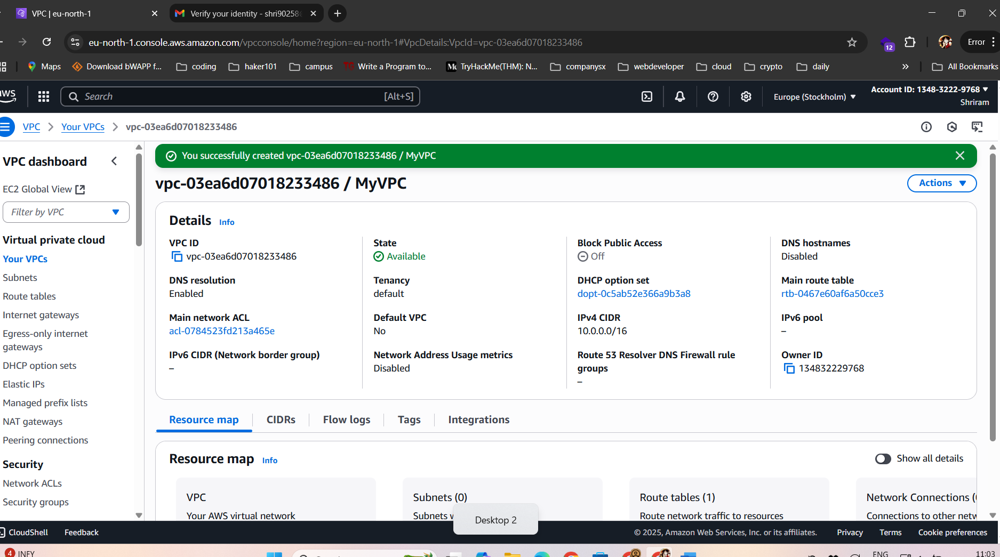 VPC | eu-north-1
Verify your identity - shri90258
eu-north-1.console.aws.amazon.com/vpcconsole/home?region=eu-north-1#VpcDetails:VpcId=vpc-03ea6d07018233486
12
Error
Maps
Download bWAPP f...
coding
haker101
campus
TG
Write a Program to...
TryHackMe(THM): N...
companysx
webdeveloper
cloud
crypto
daily
All Bookmarks
aws
Search
[Alt+S]
Europe (Stockholm)
Account ID: 1348-3222-9768
Shriram
VPC
Your VPCs
vpc-03ea6d07018233486
VPC dashboard
EC2 Global View
Filter by VPC
Virtual private cloud
Your VPCs
Subnets
Route tables
Internet gateways
Egress-only internet
gateways
DHCP option sets
Elastic IPs
Managed prefix lists
NAT gateways
Peering connections
Security
Network ACLs
Security groups
You successfully created vpc-03ea6d07018233486 / MyVPC
vpc-03ea6d07018233486 / MyVPC
Actions
Details Info
VPC ID
vpc-03ea6d07018233486
State
Available
Block Public Access
Off
DNS hostnames
Disabled
DNS resolution
Enabled
Tenancy
default
DHCP option set
dopt-0c5ab52e366a9b3a8
Main route table
rtb-0467e60af6a50cce3
Main network ACL
acl-0784523fd213a465e
Default VPC
No
IPv4 CIDR
10.0.0.0/16
IPv6 pool
–
IPv6 CIDR (Network border group)
–
Network Address Usage metrics
Disabled
Route 53 Resolver DNS Firewall rule
groups
–
Owner ID
134832229768
Resource map
CIDRs
Flow logs
Tags
Integrations
Resource map Info
Show all details
VPC
Your AWS virtual network
Subnets (0)
Subnets
Route tables (1)
Route network traffic to resources
Network Connections (
Connections to other netw
Desktop 2
CloudShell
Feedback
© 2025, Amazon Web Services, Inc. or its affiliates.
Privacy
Terms
Cookie preferences
4
INFY
ENG
11:03